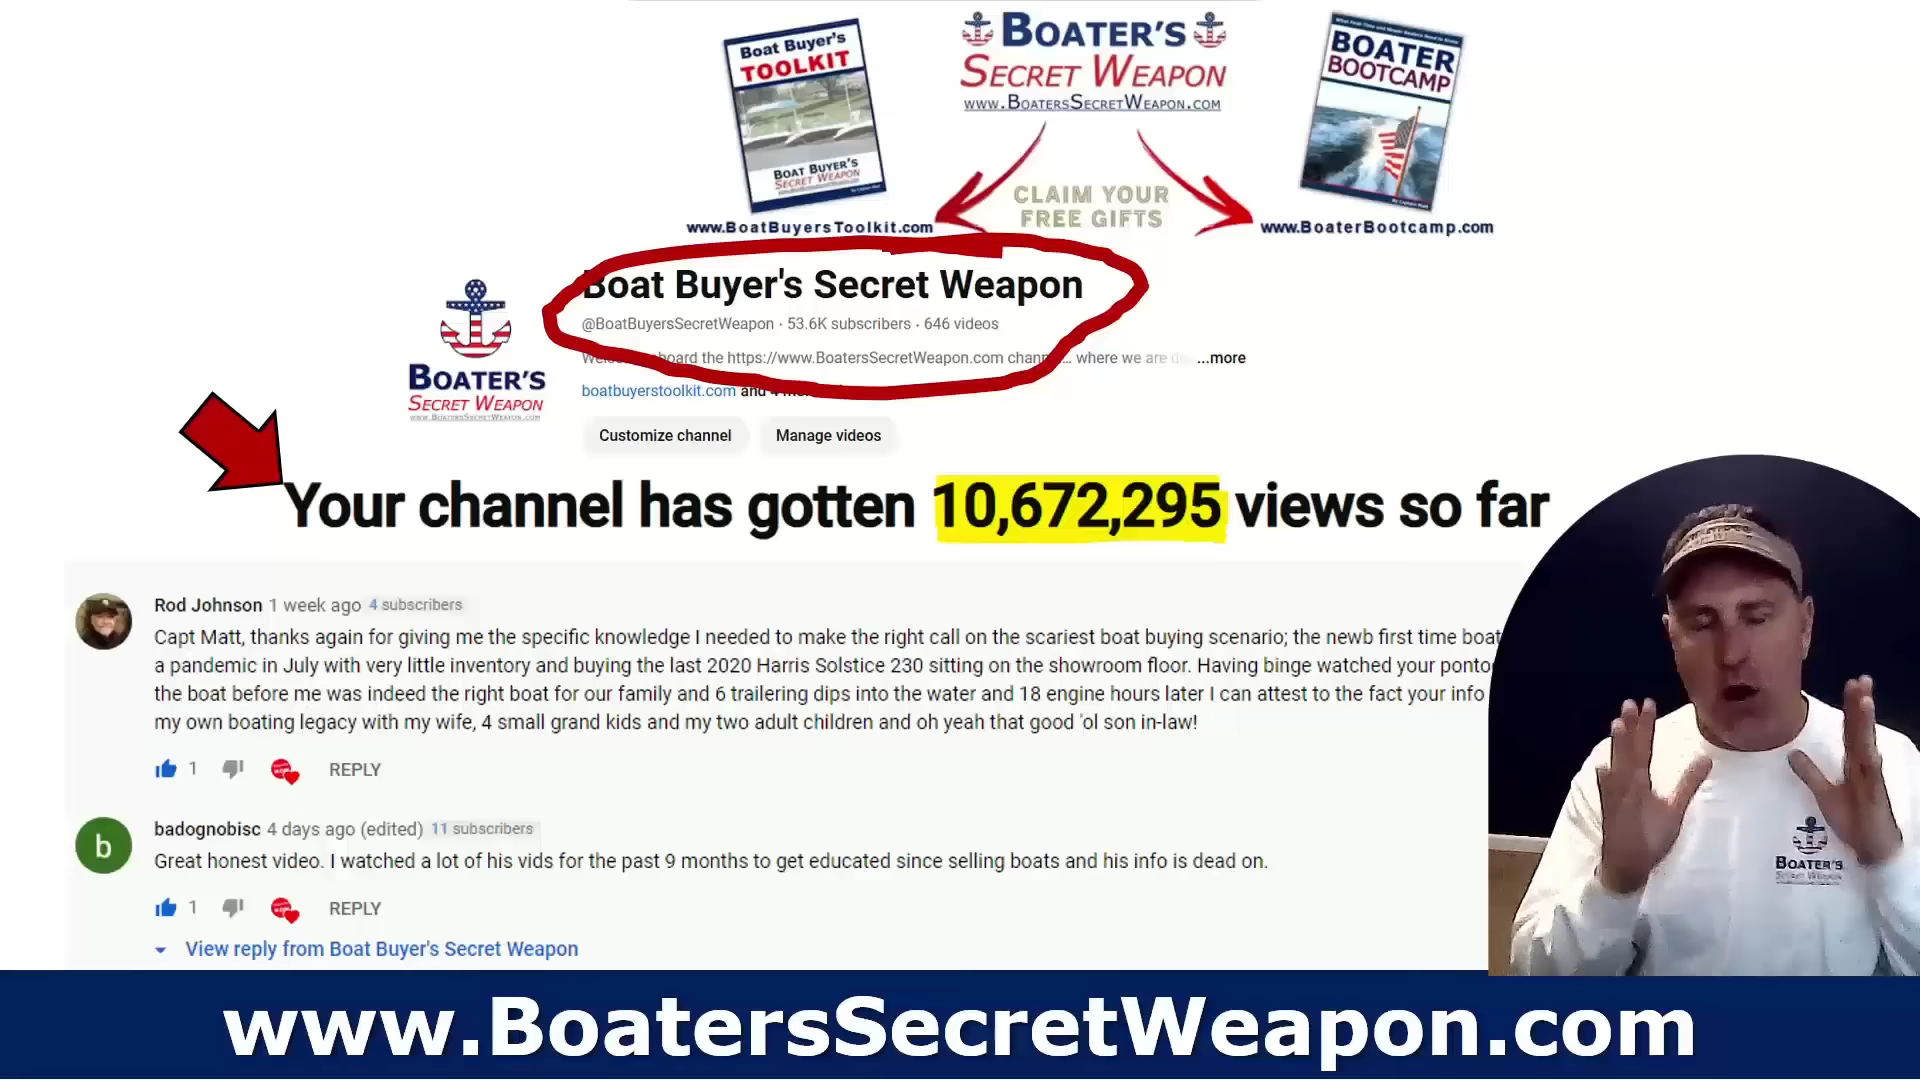 Boat Buyer's
TOOLKIT
BOAT BUYER'S
SECRET WEAPON
www.BoatBuyersToolkit.com
BOATER'S
SECRET WEAPON
www.BoatersSecretWeapon.com
CLAIM YOUR
FREE GIFTS
BOATER
BOOTCAMP
www.BoaterBootcamp.com
Boat Buyer's Secret Weapon
@BoatBuyersSecretWeapon · 53.6K subscribers · 646 videos
the https://www.BoatersSecretWeapon.com where we are ...more
boatbuyerstoolkit.com and
BOATER'S
SECRET WEAPON
www.BoatersSecretWeapon.com
Customize channel Manage videos
Your channel has gotten 10,672,295 views so far
Rod Johnson 1 week ago 4 subscribers
Capt Matt, thanks again for giving me the specific knowledge I needed to make the right call on the scariest boat buying scenario; the newb first time boat
a pandemic in July with very little inventory and buying the last 2020 Harris Solstice 230 sitting on the showroom floor. Having binge watched your
the boat before me was indeed the right boat for our family and 6 trailering dips into the water and 18 engine hours later I can attest to the fact your info
my own boating legacy with my wife, 4 small grand kids and my two adult children and oh yeah that good 'ol son in-law!
1 REPLY
b
badognobisc 4 days ago (edited) 11 subscribers
Great honest video. I watched a lot of his vids for the past 9 months to get educated since selling boats and his info is dead on.
1 REPLY
View reply from Boat Buyer's Secret Weapon
BOATER'S
SECRET WEAPON
www.BoatersSecretWeapon.com